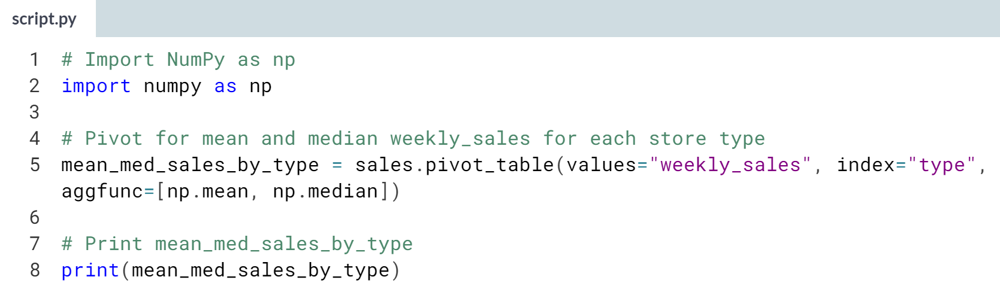 script.py
1 # Import NumPy as np
2 import numpy as np
3
4 # Pivot for mean and median weekly_sales for each store type
5 mean_med_sales_by_type = sales.pivot_table(values="weekly_sales", index="type",
aggfunc=[np.mean, np.median])
6
7 # Print mean_med_sales_by_type
8 print(mean_med_sales_by_type)